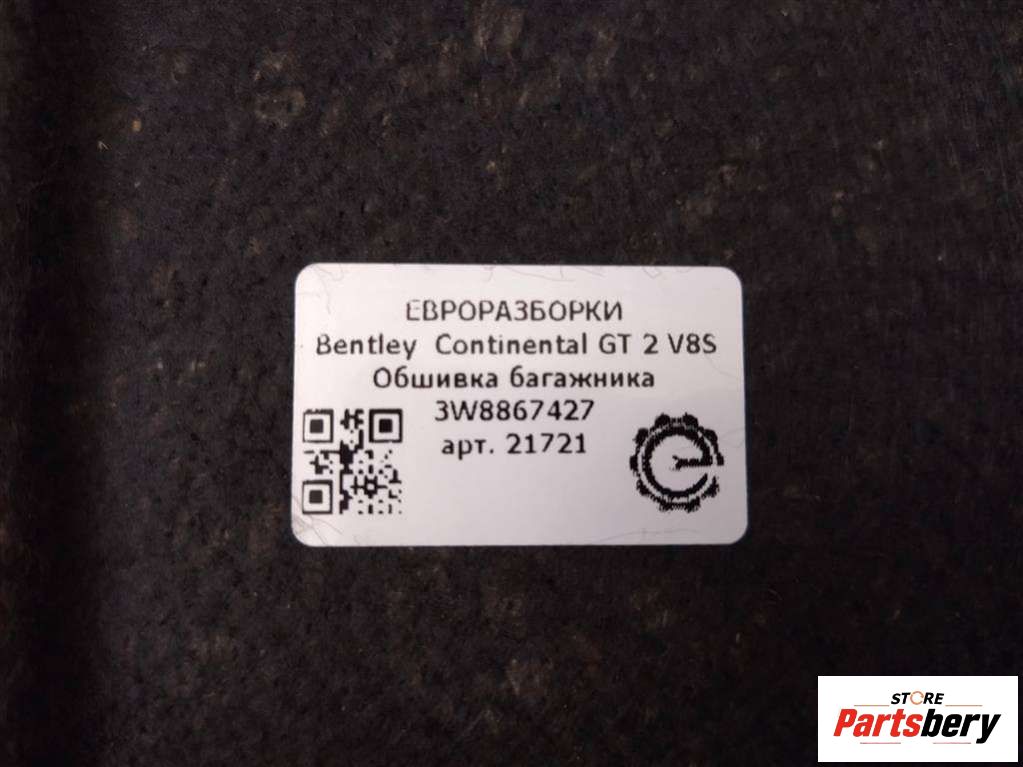 ЕВРОРАЗБОРКИ
Bentley Continental GT 2 V8S
Обшивка багажника
3W8867427
арт. 21721
STORE
Partsbery